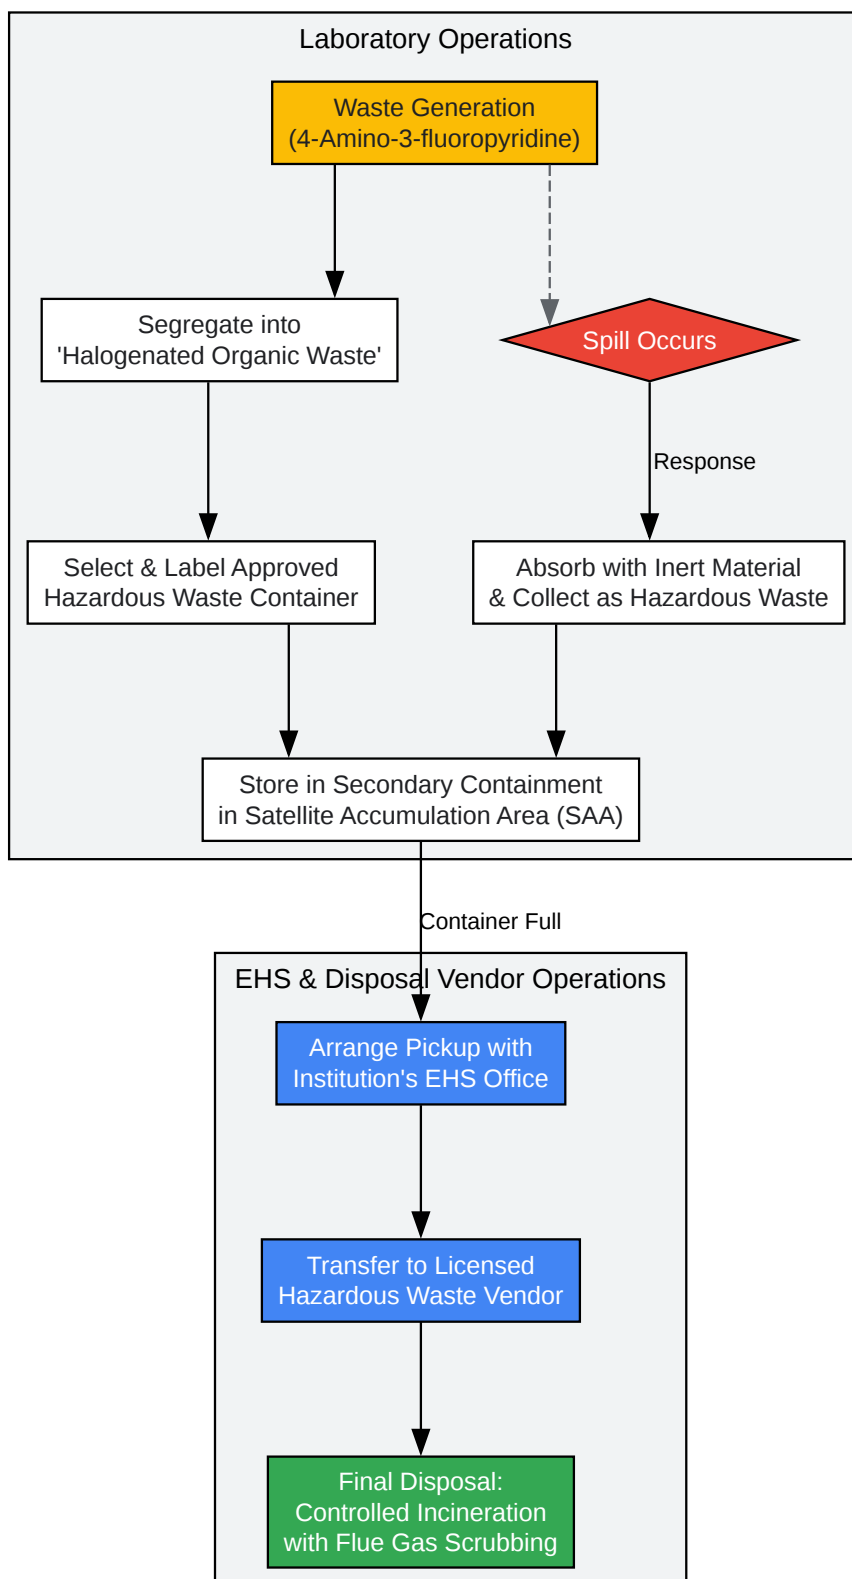 Laboratory Operations
Waste Generation
(4-Amino-3-fluoropyridine)
Segregate into
'Halogenated Organic Waste'
Spill Occurs
Response
Select & Label Approved
Hazardous Waste Container
Absorb with Inert Material
& Collect as Hazardous Waste
Store in Secondary Containment
in Satellite Accumulation Area (SAA)
Container Full
EHS & Disposal Vendor Operations
Arrange Pickup with
Institution's EHS Office
Transfer to Licensed
Hazardous Waste Vendor
Final Disposal:
Controlled Incineration
with Flue Gas Scrubbing